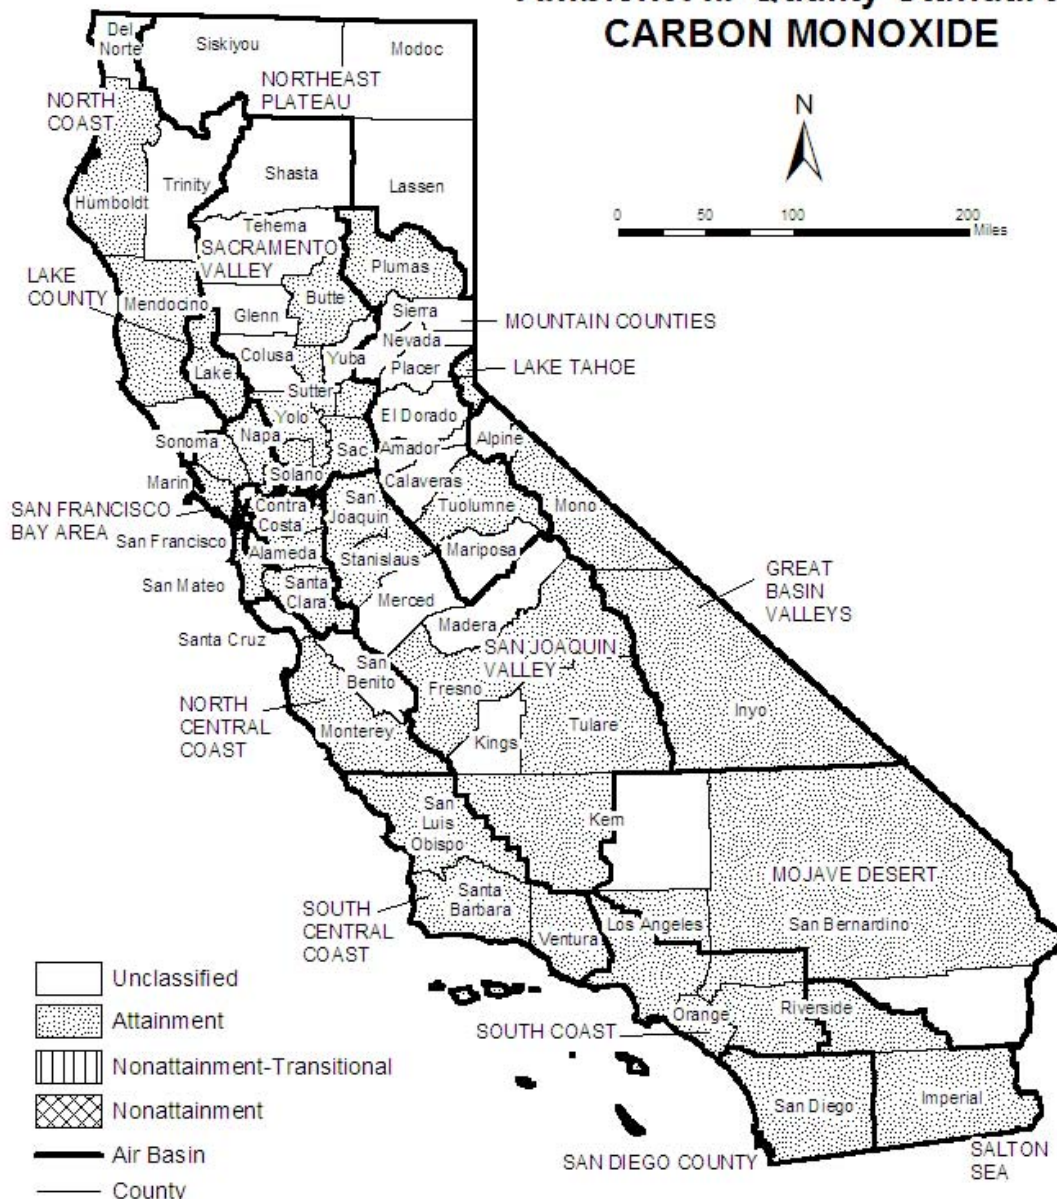 CARBON MONOXIDE
Del
Norte
Siskiyou
Modoc
NORTHEAST
PLATEAU
NORTH
COAST
N
Shasta
Trinity
Lassen
Humboldt
0 50 100 200
Miles
Tehema
SACRAMENTO
VALLEY
Plumas
LAKE
COUNTY
Mendocino
Butte
Glenn
Sierra
MOUNTAIN COUNTIES
Nevada
Colusa
Yuba
Placer
LAKE TAHOE
Lake
Sutter
Yolo
El Dorado
Napa
Sonoma
Sac
Amador
Alpine
Solano
Calaveras
Marin
SAN FRANCISCO
BAY AREA
Contra
Costa
San
Joaquin
Tuolumne
Mono
San Francisco
Alameda
Stanislaus
Mariposa
San Mateo
Santa
Clara
Merced
GREAT
BASIN
VALLEYS
Santa Cruz
Madera
SAN JOAQUIN
VALLEY
San
Benito
Fresno
NORTH
CENTRAL
COAST
Monterey
Kings
Tulare
Inyo
San
Luis
Obispo
Kern
MOJAVE DESERT
Santa
Barbara
SOUTH
CENTRAL
COAST
Ventura
Los Angeles
San Bernardino
Unclassified
Attainment
Orange
Riverside
SOUTH COAST
Nonattainment-Transitional
Nonattainment
San Diego
Imperial
Air Basin
SAN DIEGO COUNTY
SALTON
SEA
County